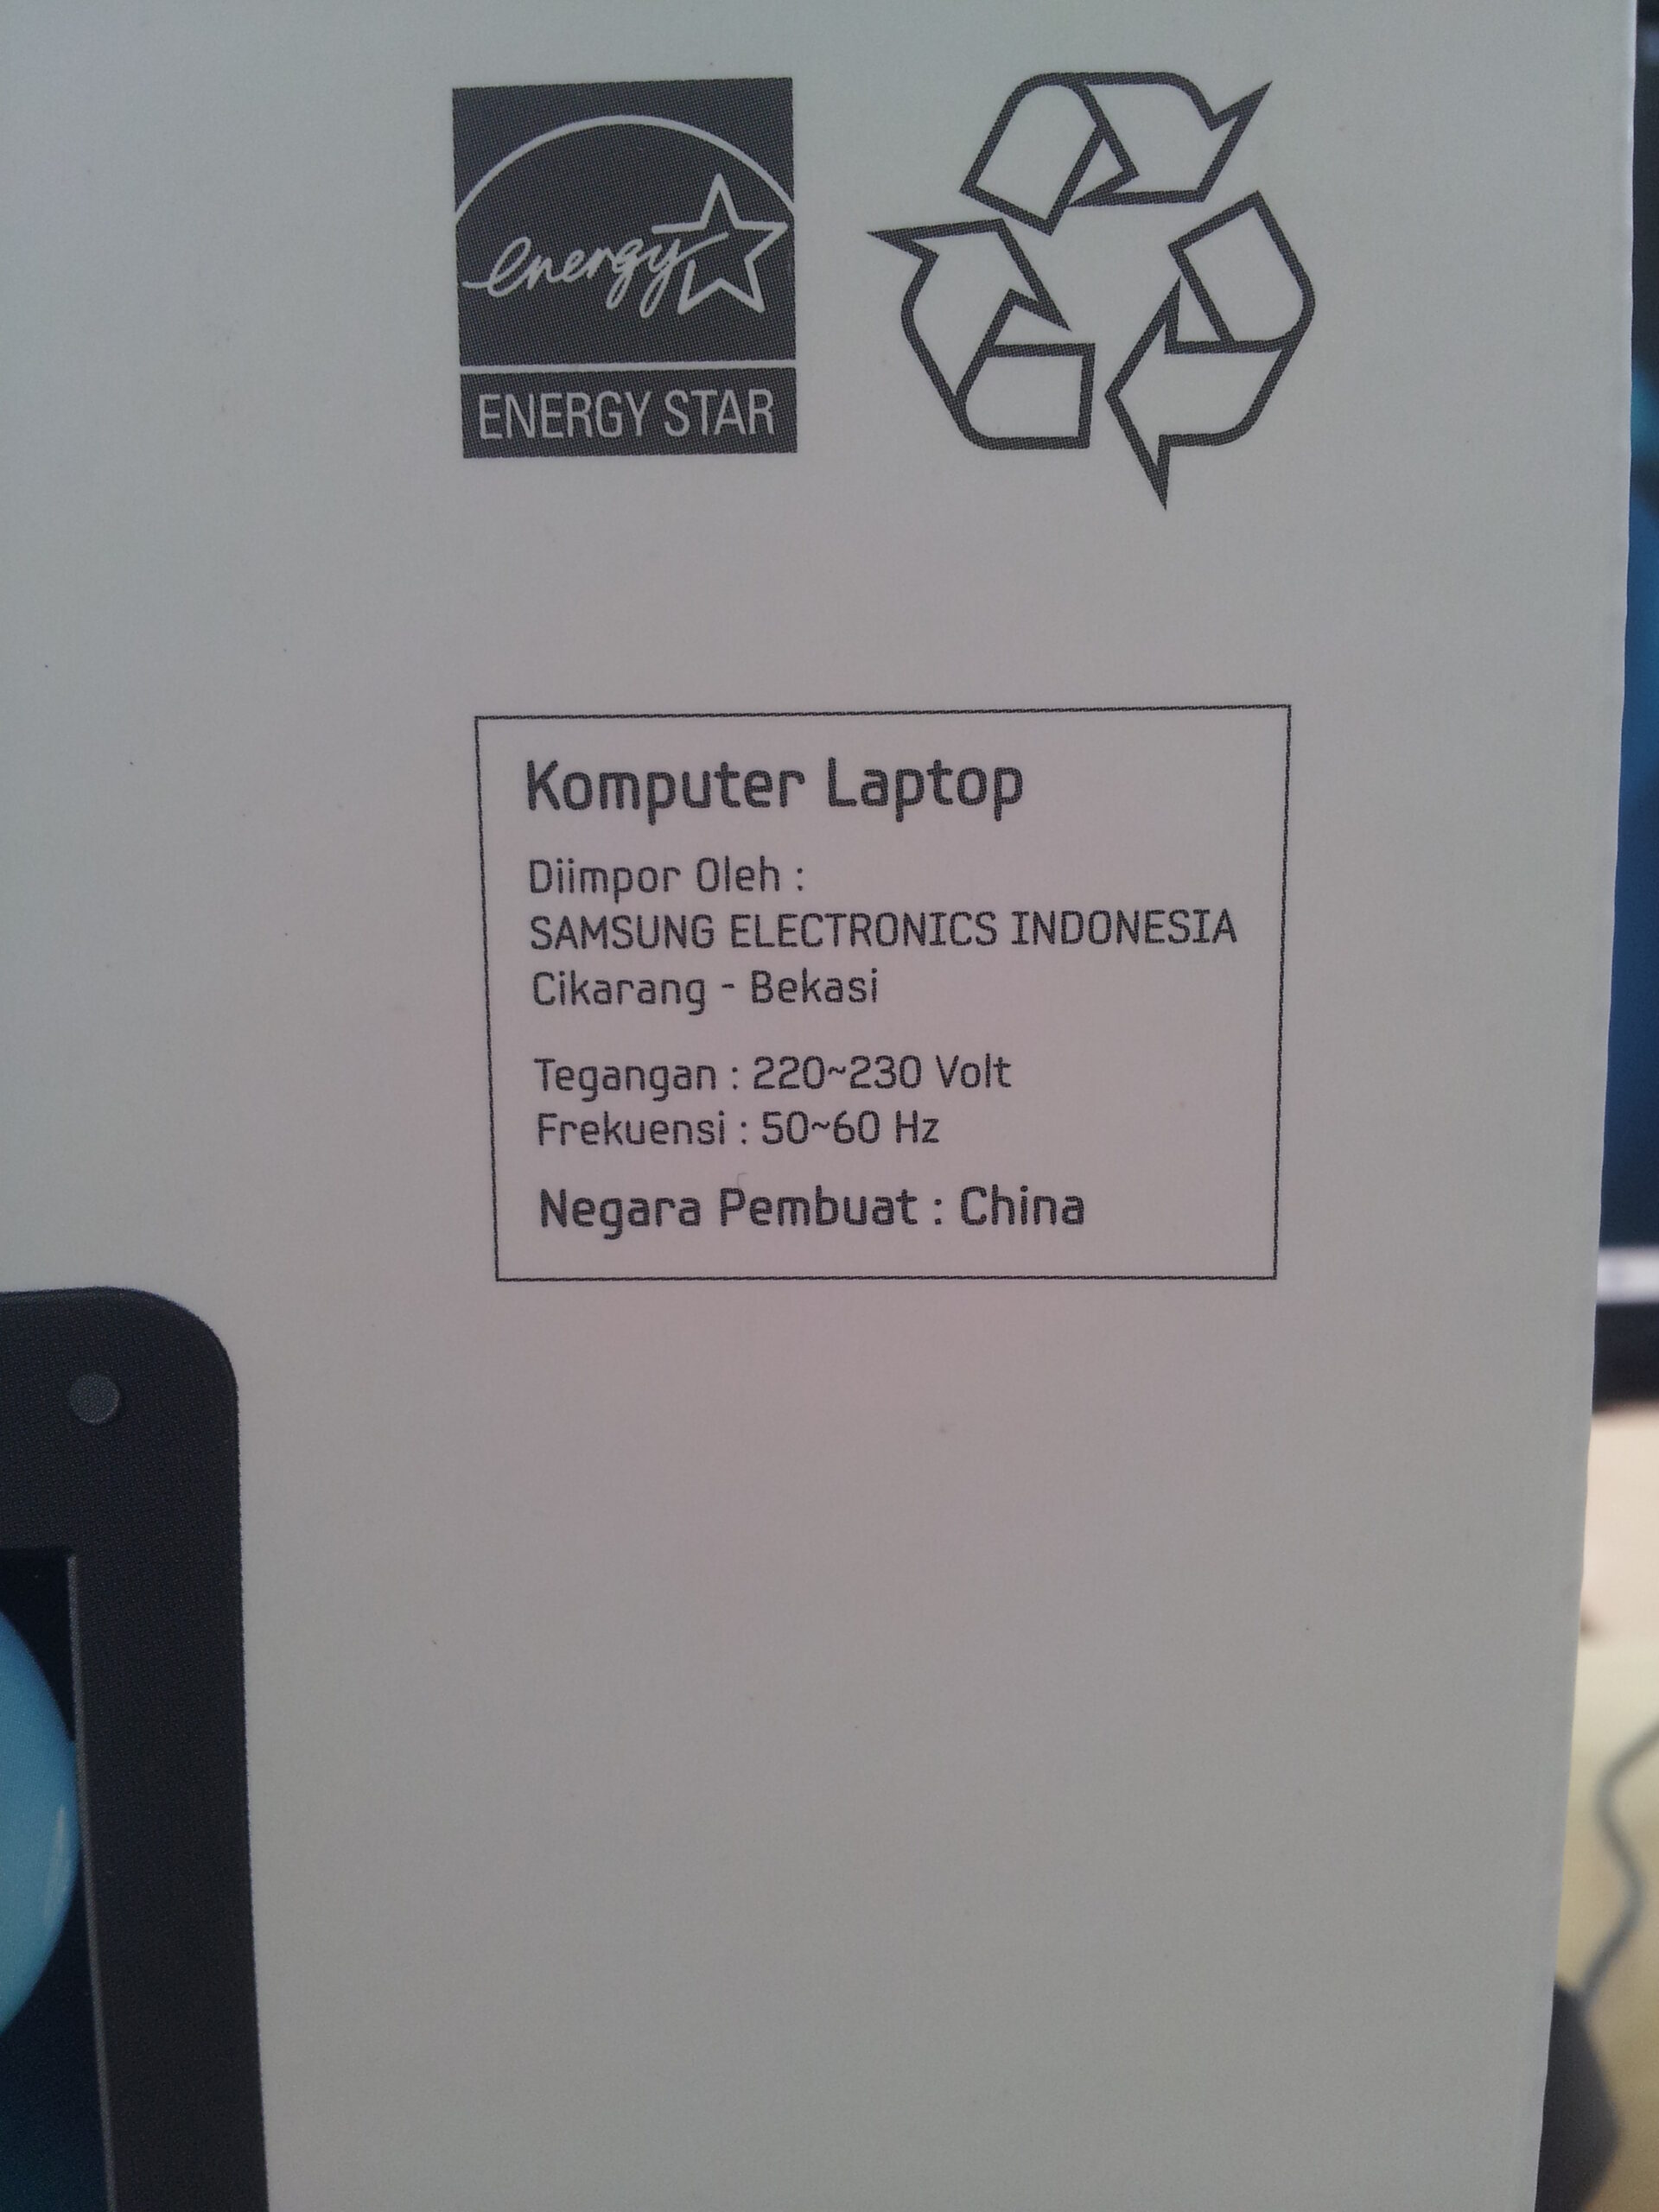 energy
ENERGY STAR
Komputer Laptop
Diimpor Oleh :
SAMSUNG ELECTRONICS INDONESIA
Cikarang - Bekasi
Tegangan : 220~230 Volt
Frekuensi : 50~60 Hz
Negara Pembuat : China